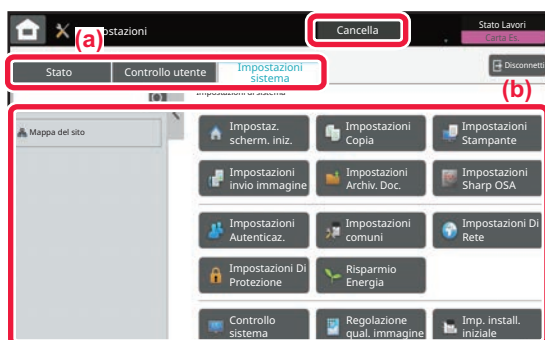 Impostazioni
Cancella
Stato Lavori
Carta Es.
(a)
Stato
Controllo utente
Impostazioni
sistema
Disconnetti
(b)
Impostazioni di sistema
Mappa del sito
Impostaz.
scherm. iniz.
Impostazioni
Copia
Impostazioni
Stampante
Impostazioni
invio immagine
Impostazioni
Archiv. Doc.
Impostazioni
Sharp OSA
Impostazioni
Autenticaz.
Impostazioni
comuni
Impostazioni Di
Rete
Impostazioni Di
Protezione
Risparmio
Energia
Controllo
sistema
Regolazione
qual. immagine
Imp. install.
iniziale